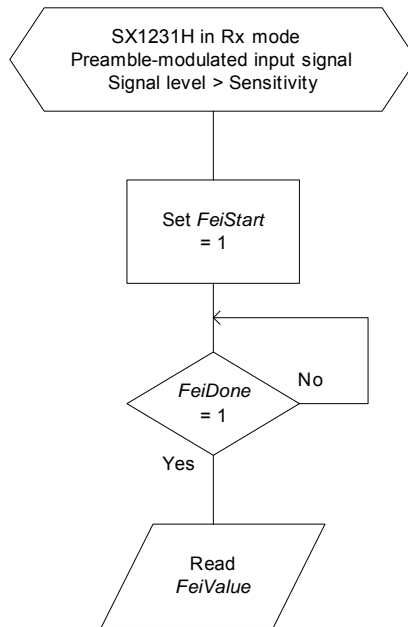 SX1231H in Rx mode
Preamble-modulated input signal
Signal level > Sensitivity
Set FeiStart
= 1
FeiDone
= 1
No
Yes
Read
FeiValue